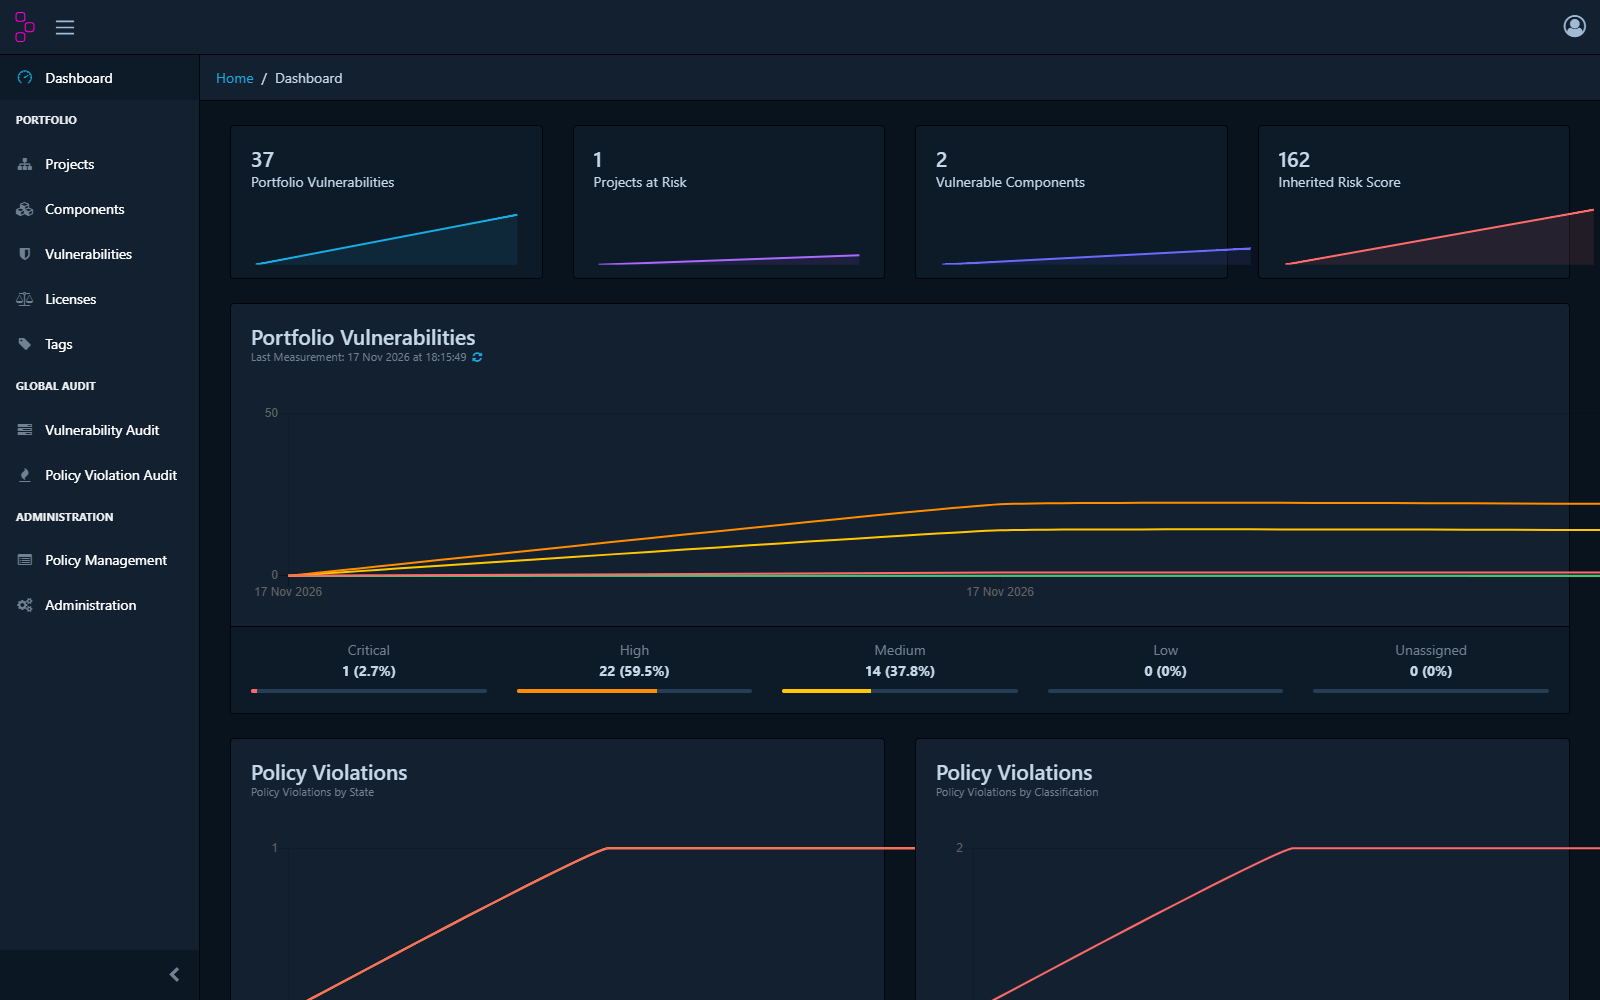 Dashboard
PORTFOLIO
Projects
Components
Vulnerabilities
Licenses
Tags
GLOBAL AUDIT
Vulnerability Audit
Policy Violation Audit
ADMINISTRATION
Policy Management
Administration
Home / Dashboard
37
Portfolio Vulnerabilities
1
Projects at Risk
2
Vulnerable Components
162
Inherited Risk Score
Portfolio Vulnerabilities
Last Measurement: 17 Nov 2026 at 18:15:49
50
0
17 Nov 2026
17 Nov 2026
Critical
1 (2.7%)
High
22 (59.5%)
Medium
14 (37.8%)
Low
0 (0%)
Unassigned
0 (0%)
Policy Violations
Policy Violations by State
1
Policy Violations
Policy Violations by Classification
2